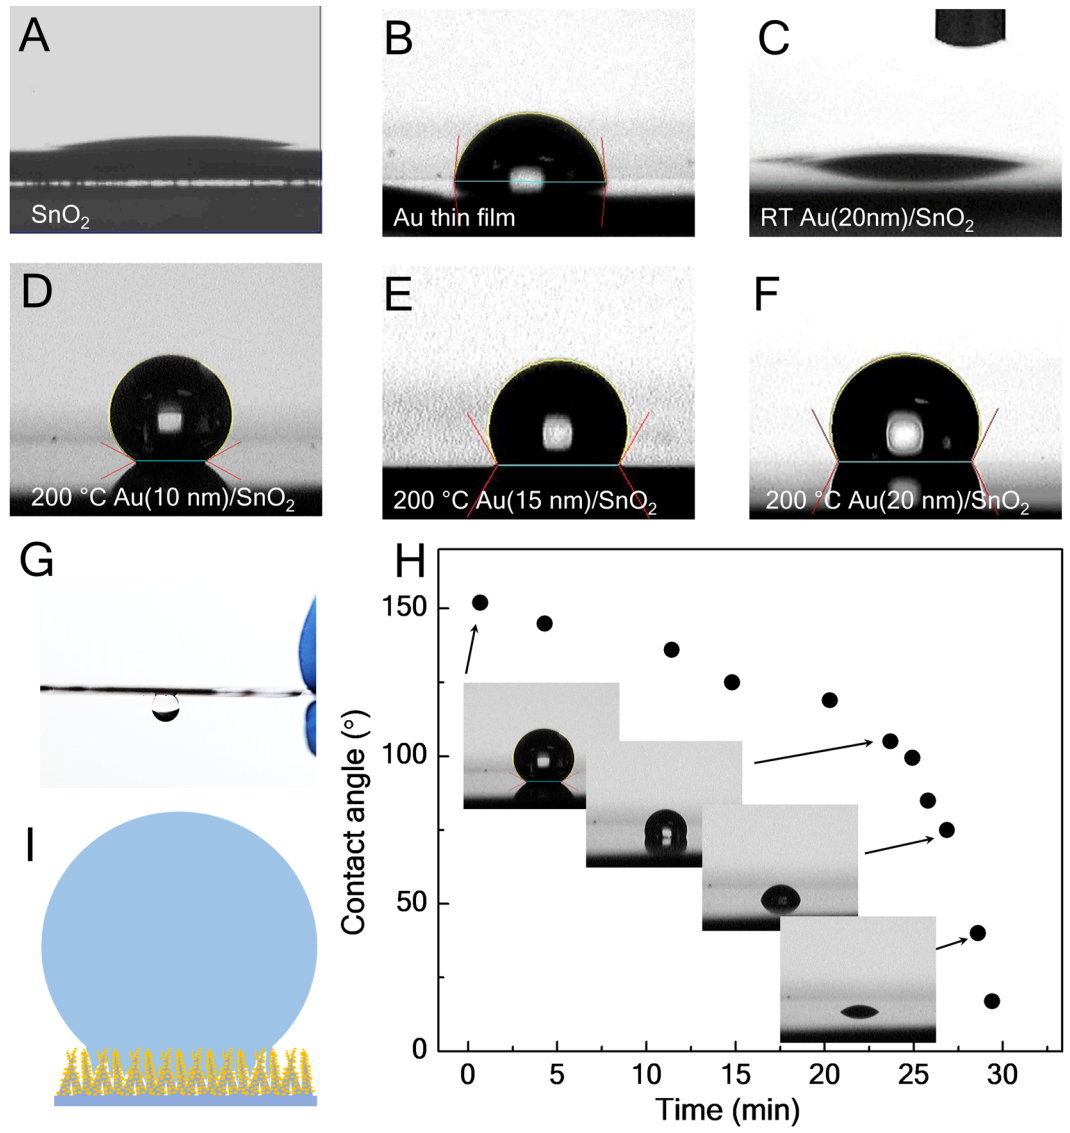 A
SnO₂
B
Au thin film
C
RT Au(20nm)/SnO₂
D
200 °C Au(10 nm)/SnO₂
E
200 °C Au(15 nm)/SnO₂
F
200 °C Au(20 nm)/SnO₂
G
H
150
100
50
0
Contact angle (°)
0 5 10 15 20 25 30
Time (min)
I